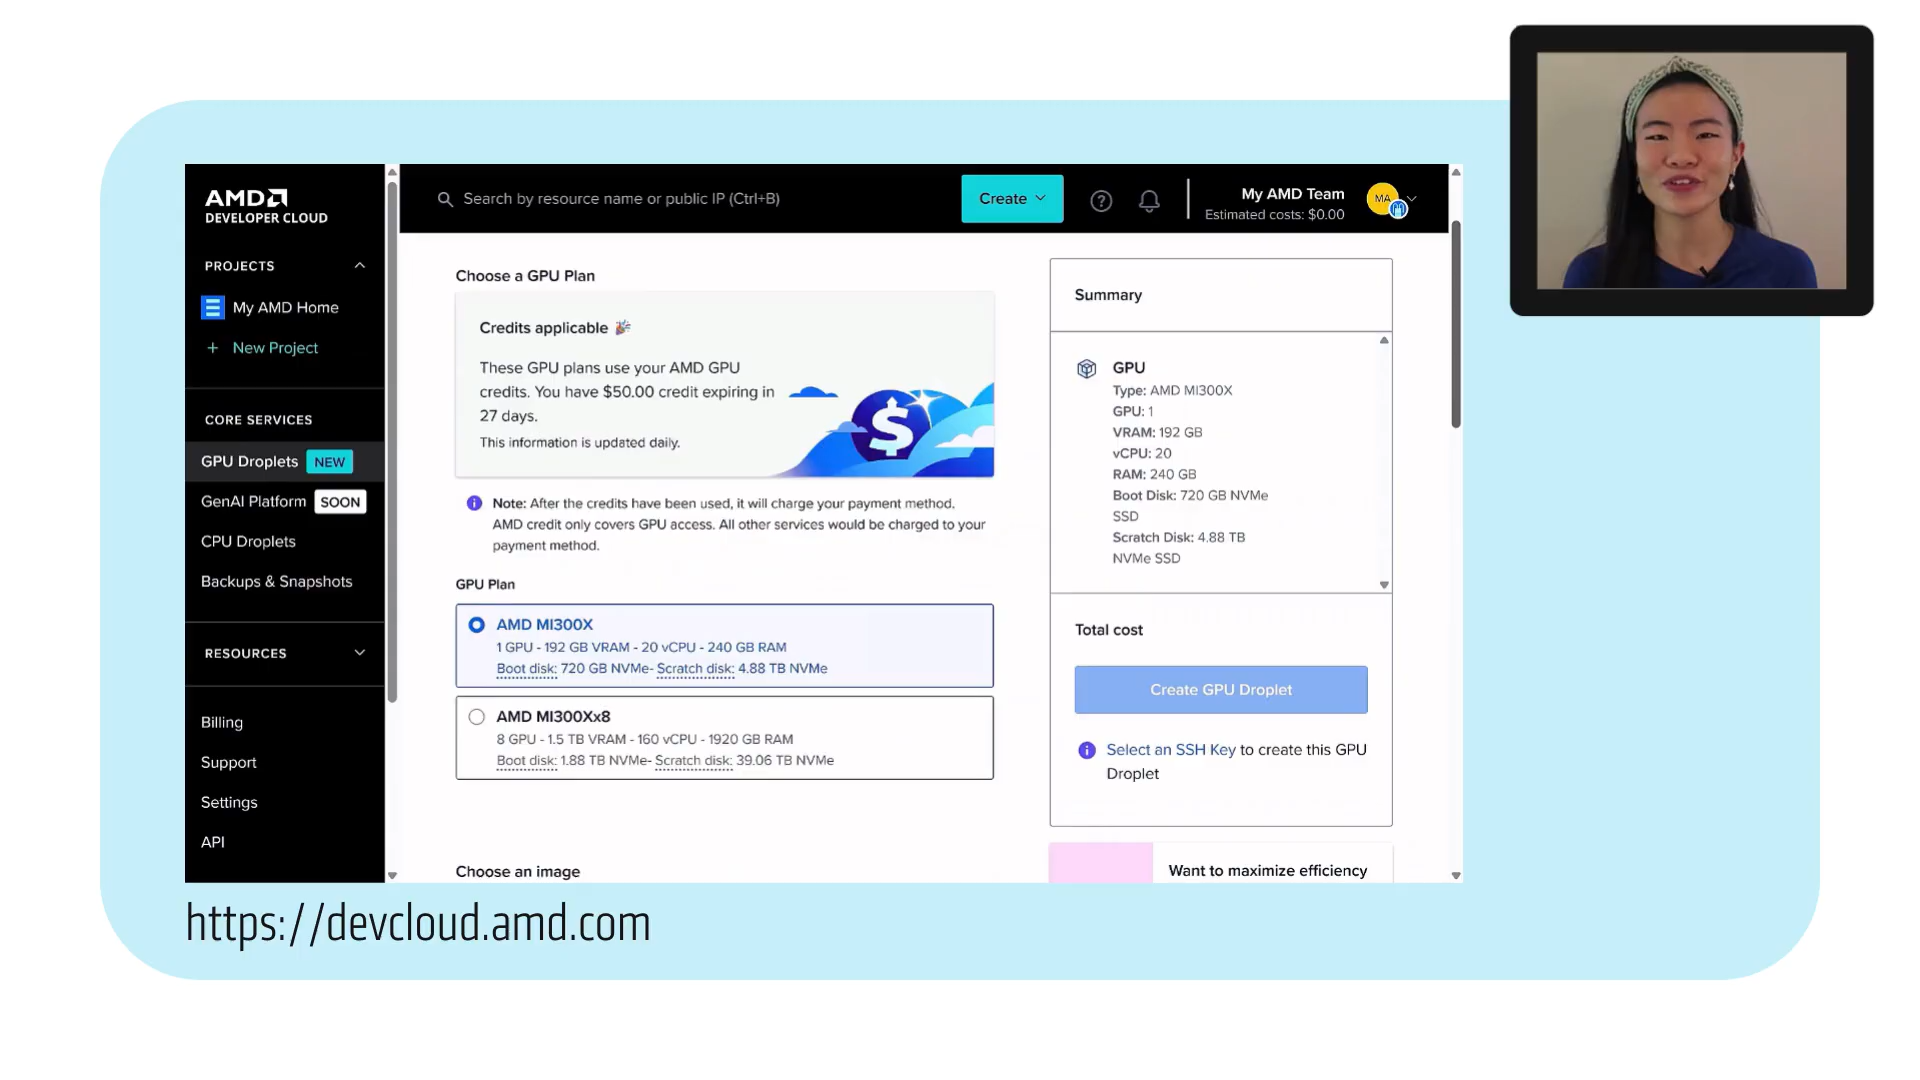 AMD
DEVELOPER CLOUD
PROJECTS
My AMD Home
+ New Project
CORE SERVICES
GPU Droplets NEW
GenAI Platform SOON
CPU Droplets
Backups & Snapshots
RESOURCES
Billing
Support
Settings
API
Search by resource name or public IP (Ctrl+B)
Create
?
My AMD Team
Estimated costs: $0.00
MA
Choose a GPU Plan
Credits applicable
These GPU plans use your AMD GPU
credits. You have $50.00 credit expiring in
27 days.
This information is updated daily.
$
Note: After the credits have been used, it will charge your payment method.
AMD credit only covers GPU access. All other services would be charged to your
payment method.
GPU Plan
AMD MI300X
1 GPU - 192 GB VRAM - 20 vCPU - 240 GB RAM
Boot disk: 720 GB NVMe- Scratch disk: 4.88 TB NVMe
AMD MI300Xx8
8 GPU - 1.5 TB VRAM - 160 vCPU - 1920 GB RAM
Boot disk: 1.88 TB NVMe- Scratch disk: 39.06 TB NVMe
Choose an image
Summary
GPU
Type: AMD MI300X
GPU: 1
VRAM: 192 GB
vCPU: 20
RAM: 240 GB
Boot Disk: 720 GB NVMe
SSD
Scratch Disk: 4.88 TB
NVMe SSD
Total cost
Create GPU Droplet
Select an SSH Key to create this GPU
Droplet
Want to maximize efficiency
https://devcloud.amd.com